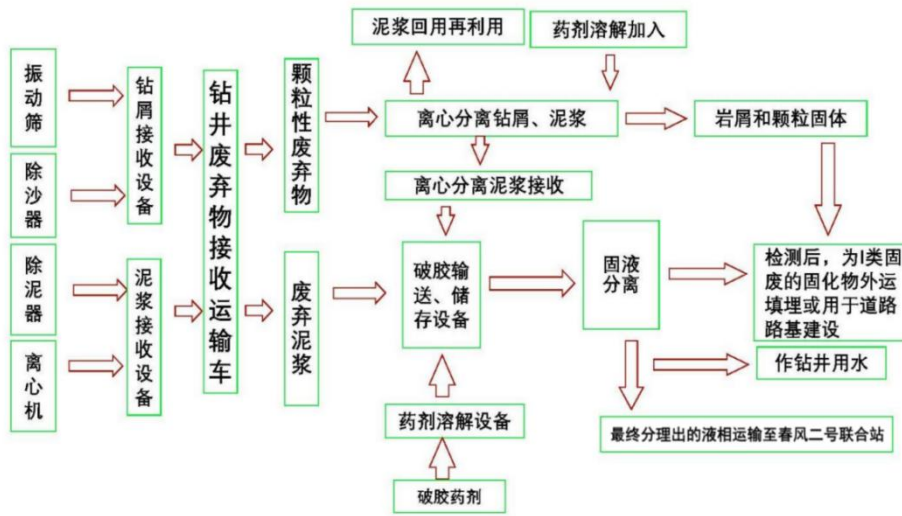 泥浆回用再利用
药剂溶解加入
振动筛
钻屑接收设备
钻井废弃物接收运输车
颗粒性废弃物
离心分离钻屑、泥浆
岩屑和颗粒固体
除沙器
离心分离泥浆接收
除泥器
泥浆接收设备
废弃泥浆
破胶输
送、储
存设备
固液
分离
检测后，为I类固
废的固化物外运
填埋或用于道路
路基建设
离心机
作钻井用水
药剂溶解设备
最终分理出的液相运输至春风二号联合站
破胶药剂